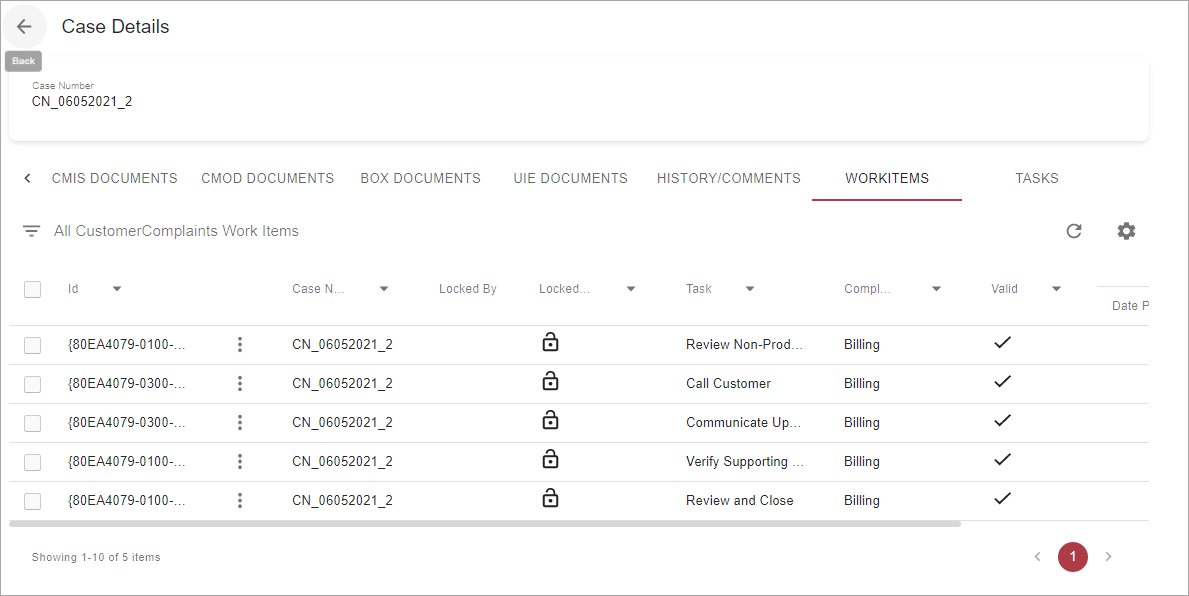 Case Details
Back
Case Number
CN_06052021_2
CMIS DOCUMENTS CMOD DOCUMENTS BOX DOCUMENTS UIE DOCUMENTS HISTORY/COMMENTS WORKITEMS TASKS
All CustomerComplaints Work Items
Id Case N... Locked By Locked... Task Compl... Valid
Date P
{80EA4079-0100-... CN_06052021_2 Review Non-Prod... Billing
{80EA4079-0300-... CN_06052021_2 Call Customer Billing
{80EA4079-0300-... CN_06052021_2 Communicate Up... Billing
{80EA4079-0100-... CN_06052021_2 Verify Supporting ... Billing
{80EA4079-0100-... CN_06052021_2 Review and Close Billing
Showing 1-10 of 5 items
1